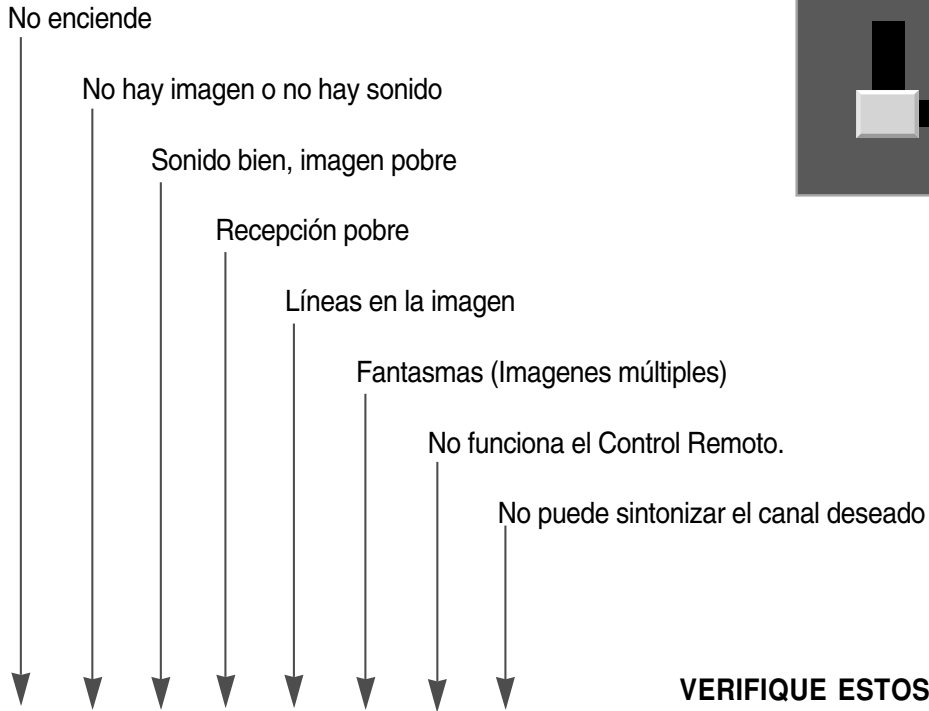 No enciende
No hay imagen o no hay sonido
Sonido bien, imagen pobre
Recepción pobre
Líneas en la imagen
Fantasmas (Imagenes múltiples)
No funciona el Control Remoto.
No puede sintonizar el canal deseado
VERIFIQUE ESTOS